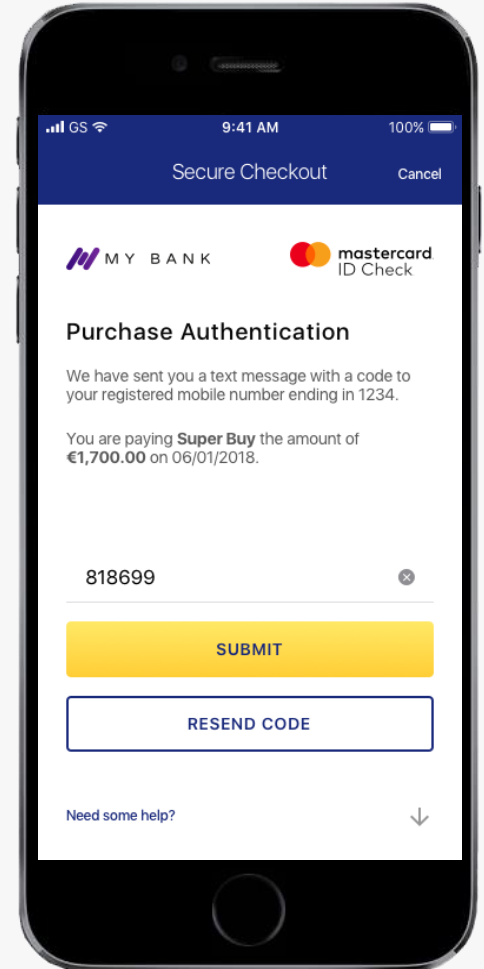 GS 9:41 AM 100%
Secure Checkout Cancel
MY BANK mastercard.
ID Check
Purchase Authentication
We have sent you a text message with a code to
your registered mobile number ending in 1234.
You are paying Super Buy the amount of
€1,700.00 on 06/01/2018.
818699
SUBMIT
RESEND CODE
Need some help?